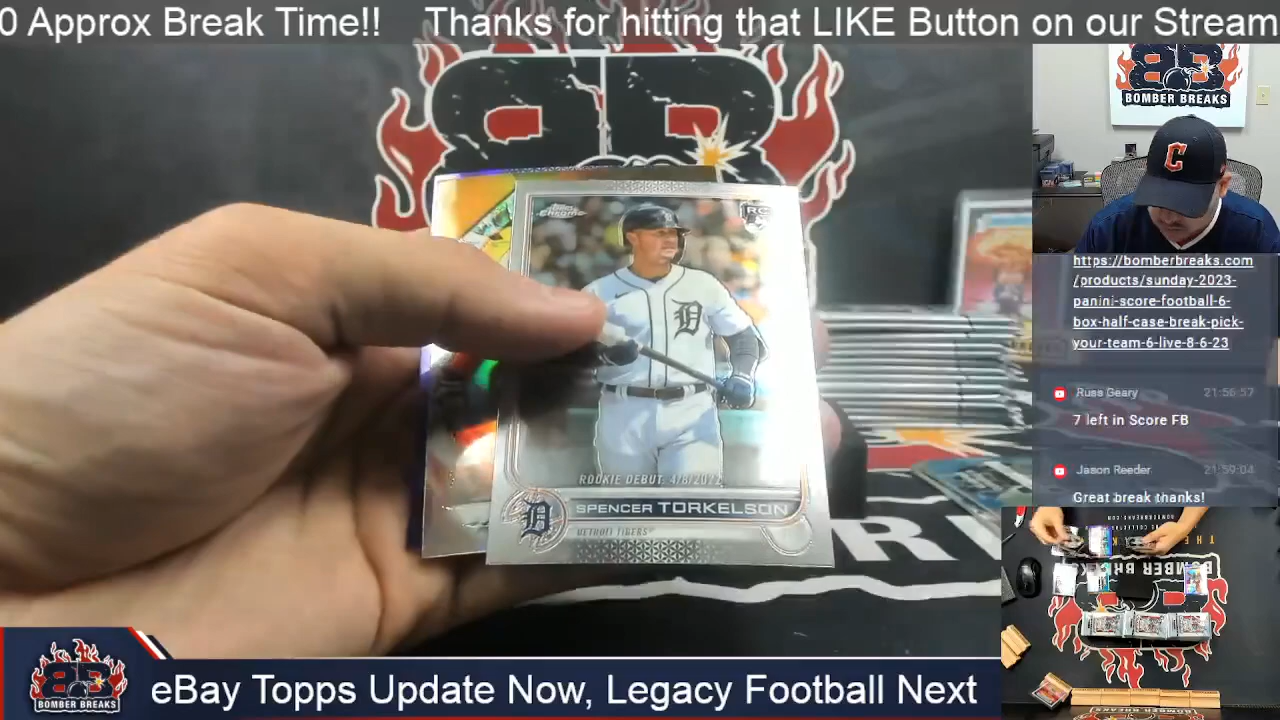 0 Approx Break Time!! Thanks for hitting that LIKE Button on our Stream
BOMBER BREAKS
C
https://bomberbreaks.com
/products/sunday-2023-
panini-score-football-6-
box-half-case-break-pick-
your-team-6-live-8-6-23
Russ Geary 21:56:57
7 left in Score FB
Jason Reeder 21:59:04
Great break thanks!
Topps
Chrome
RC
D
ROOKIE DEBUT: 4/8/2022
D SPENCER TORKELSON
DETROIT TIGERS
R
BOMBER BREAKS
BOMBER BREAKS
eBay Topps Update Now, Legacy Football Next